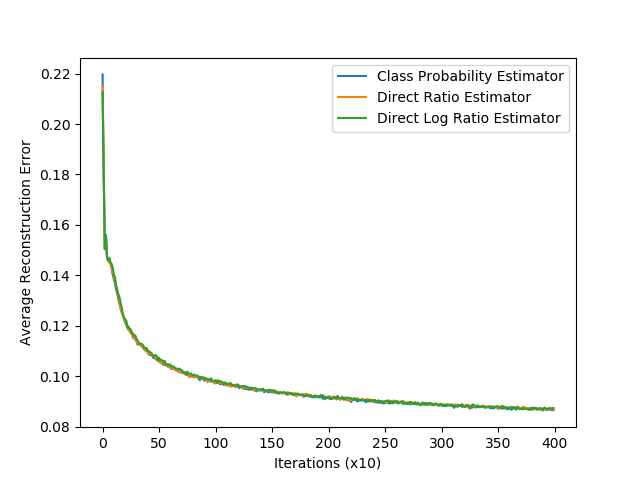 Class Probability Estimator
Direct Ratio Estimator
Direct Log Ratio Estimator
Average Reconstruction Error
0.22
0.20
0.18
0.16
0.14
0.12
0.10
0.08
0 50 100 150 200 250 300 350 400
Iterations (x10)